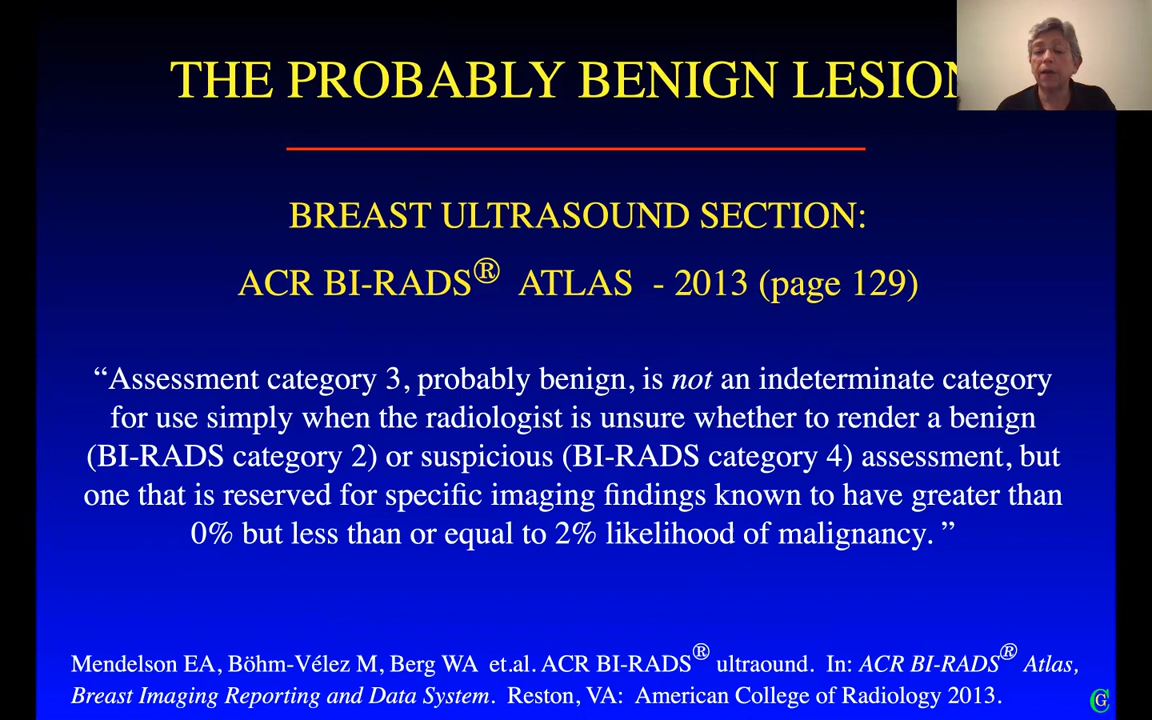 THE PROBABLY BENIGN LESION
BREAST ULTRASOUND SECTION:
ACR BI-RADS® ATLAS - 2013 (page 129)
“Assessment category 3, probably benign, is not an indeterminate category
for use simply when the radiologist is unsure whether to render a benign
(BI-RADS category 2) or suspicious (BI-RADS category 4) assessment, but
one that is reserved for specific imaging findings known to have greater than
0% but less than or equal to 2% likelihood of malignancy. ”
Mendelson EA, Böhm-Vélez M, Berg WA et.al. ACR BI-RADS® ultraound. In: ACR BI-RADS® Atlas,
Breast Imaging Reporting and Data System. Reston, VA: American College of Radiology 2013.
CG